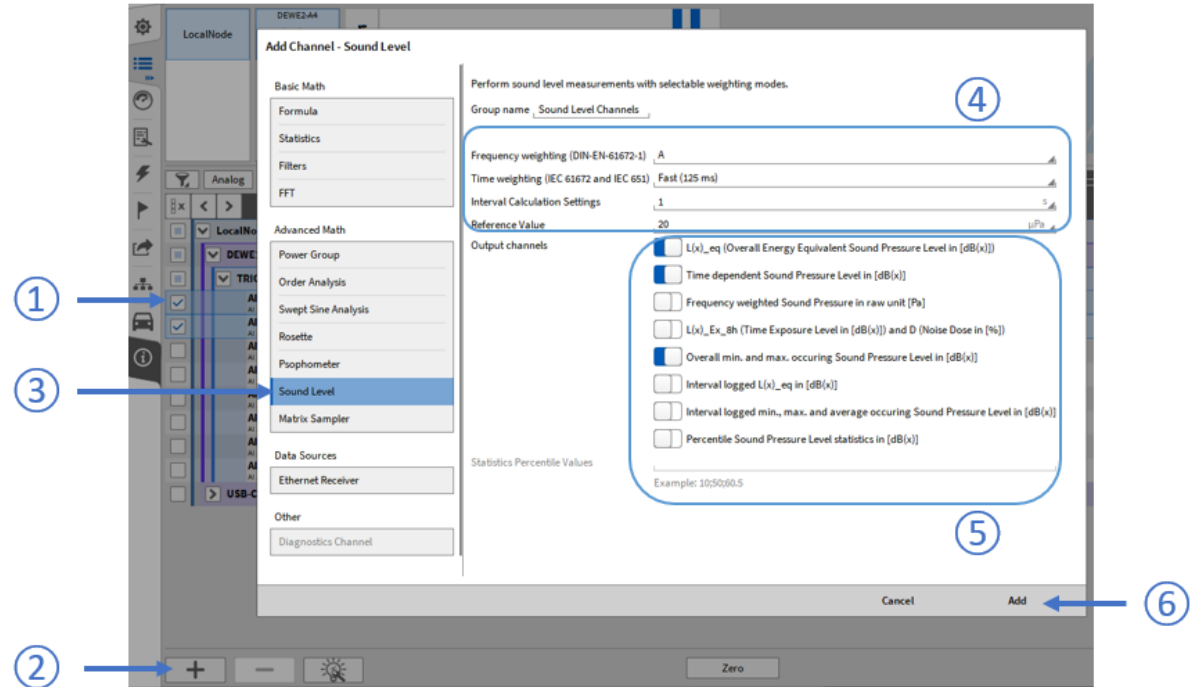 DEWE2-A4
LocalNode
Add Channel - Sound Level
Basic Math
Formula
Statistics
Filters
FFT
Advanced Math
Power Group
Order Analysis
Swept Sine Analysis
Rosette
Psophometer
Sound Level
Matrix Sampler
Data Sources
Ethernet Receiver
Other
Diagnostics Channel
Perform sound level measurements with selectable weighting modes.
Group name Sound Level Channels
Frequency weighting (DIN-EN-61672-1) A
Time weighting (IEC 61672 and IEC 651) Fast (125 ms)
Interval Calculation Settings 1 s
Reference Value 20 µPa
Output channels
L(x)_eq (Overall Energy Equivalent Sound Pressure Level in [dB(x)])
Time dependent Sound Pressure Level in [dB(x)]
Frequency weighted Sound Pressure in raw unit [Pa]
L(x)_Ex_8h (Time Exposure Level in [dB(x)]) and D (Noise Dose in [%])
Overall min. and max. occuring Sound Pressure Level in [dB(x)]
Interval logged L(x)_eq in [dB(x)]
Interval logged min., max. and average occuring Sound Pressure Level in [dB(x)]
Percentile Sound Pressure Level statistics in [dB(x)]
Statistics Percentile Values
Example: 10;50;60.5
Cancel Add
Analog
LocalNo
DEWE
TRIO
USB-C
Zero
1
2
3
4
5
6